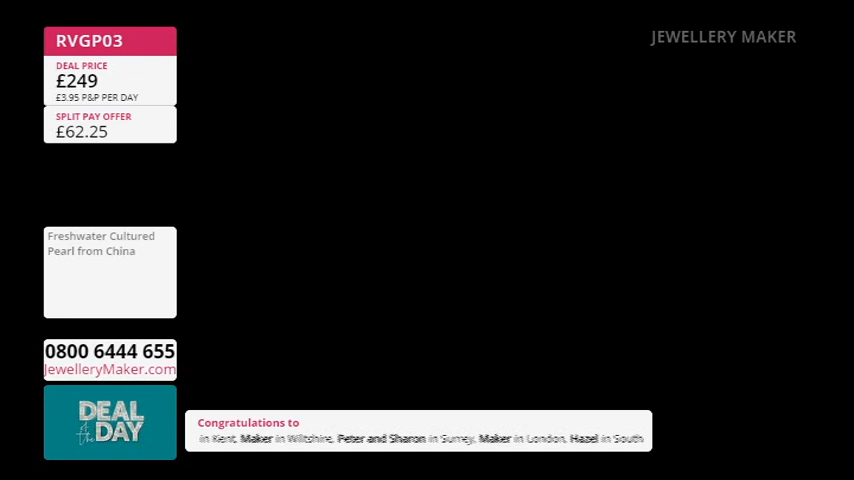 RVGP03
DEAL PRICE
£249
£3.95 P&P PER DAY
SPLIT PAY OFFER
£62.25
JEWELLERY MAKER
Freshwater Cultured
Pearl from China
0800 6444 655
JewelleryMaker.com
DEAL
of the
DAY
Congratulations to
in Kent, Maker in Wiltshire, Peter and Sharon in Surrey, Maker in London, Hazel in South